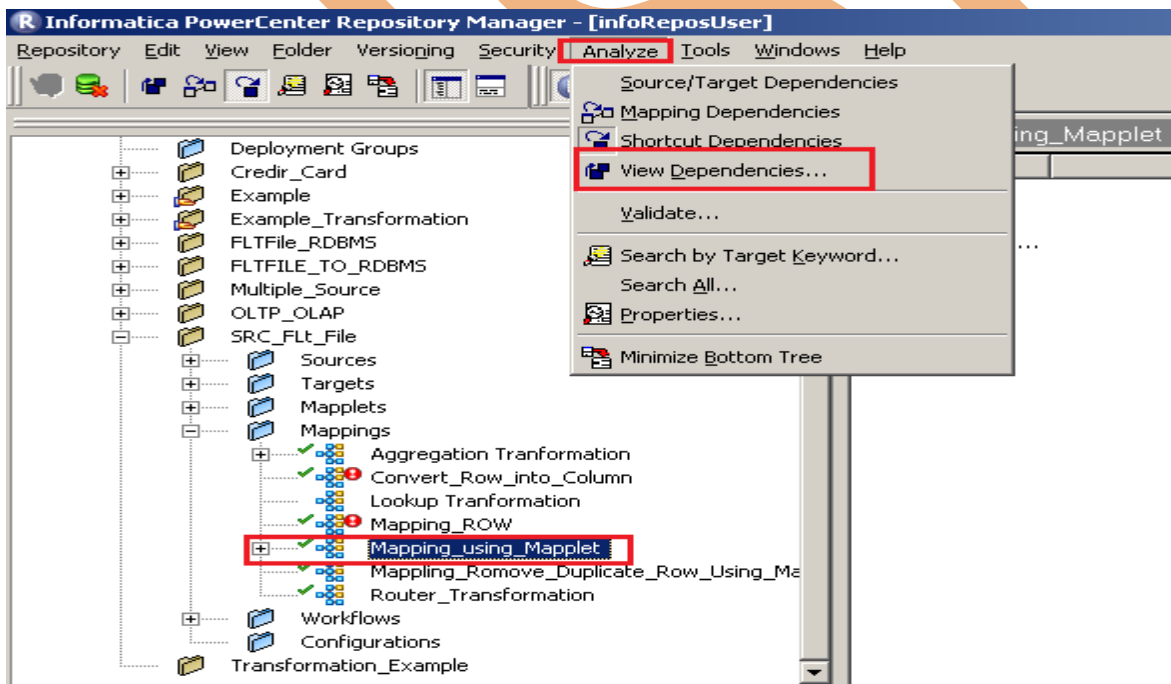 Informatica PowerCenter Repository Manager - [infoReposUser]
Repository Edit View Folder Versioning Security Analyze Tools Windows Help
Source/Target Dependencies
Mapping Dependencies
Shortcut Dependencies
View Dependencies...
Validate...
Search by Target Keyword...
Search All...
Properties...
Minimize Bottom Tree
ing_Mapplet
...
Deployment Groups
Credir_Card
Example
Example_Transformation
FLTFile_RDBMS
FLTFILE_TO_RDBMS
Multiple_Source
OLTP_OLAP
SRC_FLt_File
Sources
Targets
Mapplets
Mappings
Aggregation Tranformation
Convert_Row_into_Column
Lookup Tranformation
Mapping_ROW
Mapping_using_Mapplet
Mappling_Romove_Duplicate_Row_Using_Ma
Router_Transformation
Workflows
Configurations
Transformation_Example